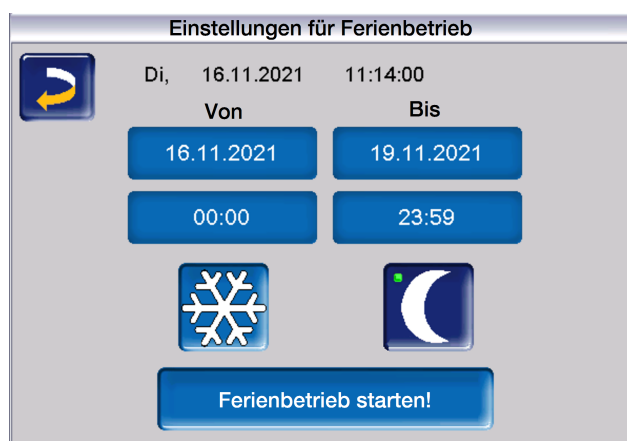 Einstellungen für Ferienbetrieb
Di, 16.11.2021 11:14:00
Von Bis
16.11.2021 19.11.2021
00:00 23:59
Ferienbetrieb starten!